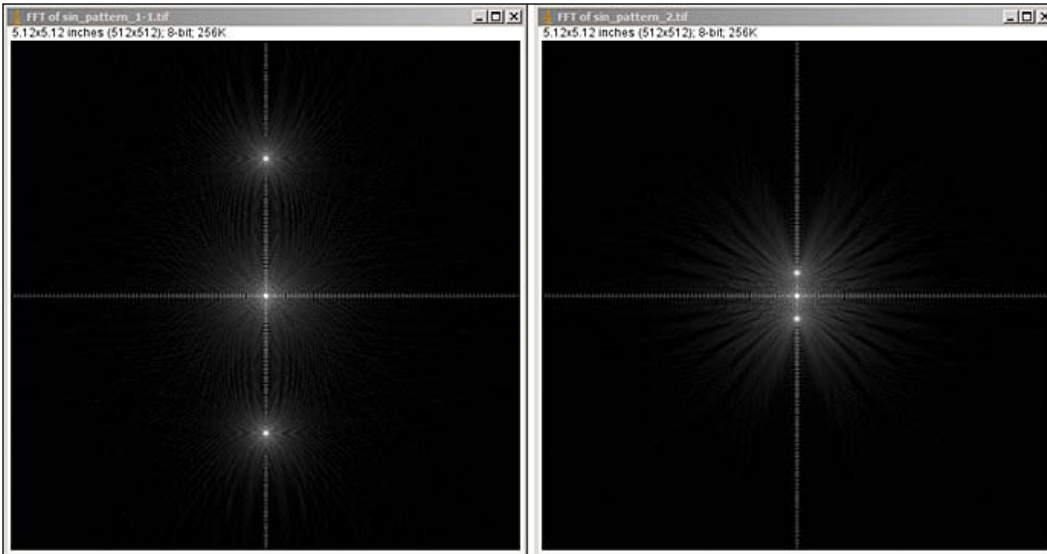 FFT of sin_pattern_1-1.tif
5.12x5.12 inches (512x512); 8-bit; 256K
FFT of sin_pattern_2.tif
5.12x5.12 inches (512x512); 8-bit; 256K